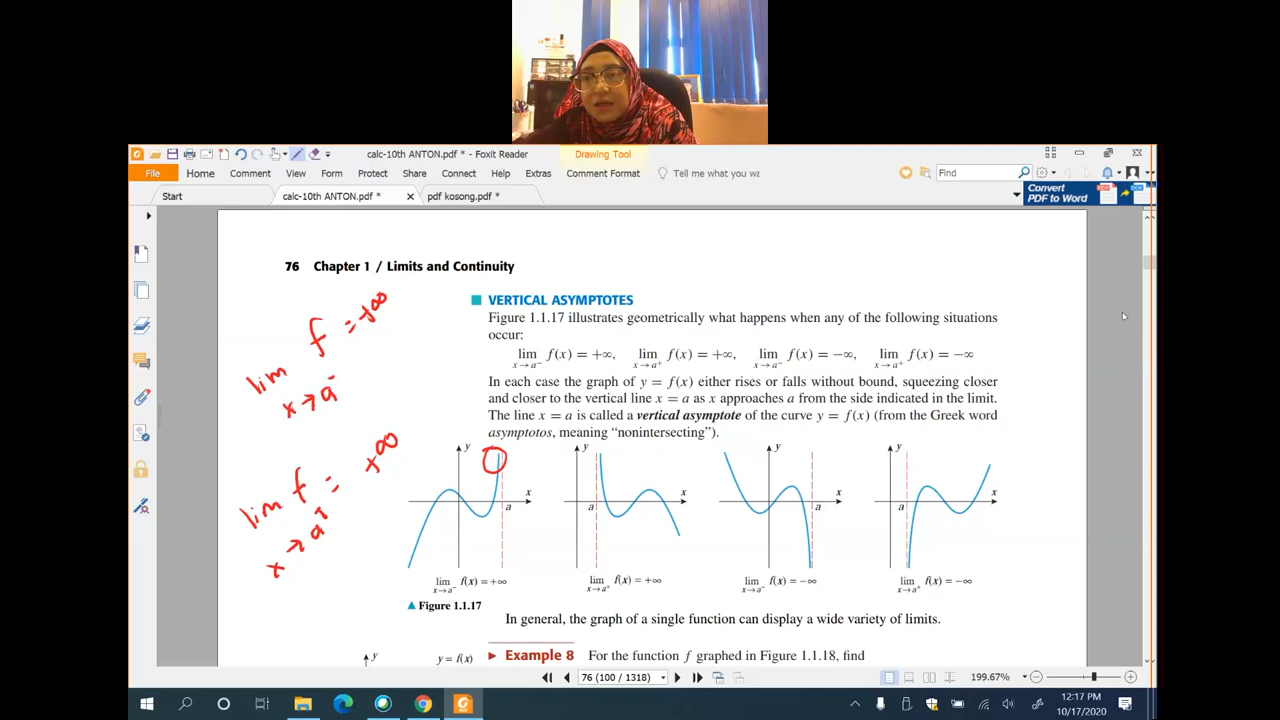 calc-10th ANTON.pdf * - Foxit Reader
Drawing Tool
File Home Comment View Form Protect Share Connect Help Extras Comment Format Tell me what you wa
Find
Start calc-10th ANTON.pdf * pdf kosong.pdf *
Convert
PDF to Word
76 Chapter 1 / Limits and Continuity
VERTICAL ASYMPTOTES
Figure 1.1.17 illustrates geometrically what happens when any of the following situations
occur:
lim x→a⁻ f(x) = +∞, lim x→a⁺ f(x) = +∞, lim x→a⁻ f(x) = −∞, lim x→a⁺ f(x) = −∞
In each case the graph of y = f(x) either rises or falls without bound, squeezing closer
and closer to the vertical line x = a as x approaches a from the side indicated in the limit.
The line x = a is called a vertical asymptote of the curve y = f(x) (from the Greek word
asymptotos, meaning “nonintersecting”).
lim x→a⁻ f = +∞
lim x→a f = +∞
y y y y
x x x x
a a a a
lim x→a⁻ f(x) = +∞ lim x→a⁺ f(x) = +∞ lim x→a⁻ f(x) = −∞ lim x→a⁺ f(x) = −∞
▲ Figure 1.1.17
In general, the graph of a single function can display a wide variety of limits.
► Example 8 For the function f graphed in Figure 1.1.18, find
y y = f(x)
76 (100 / 1318) 199.67%
12:17 PM
10/17/2020